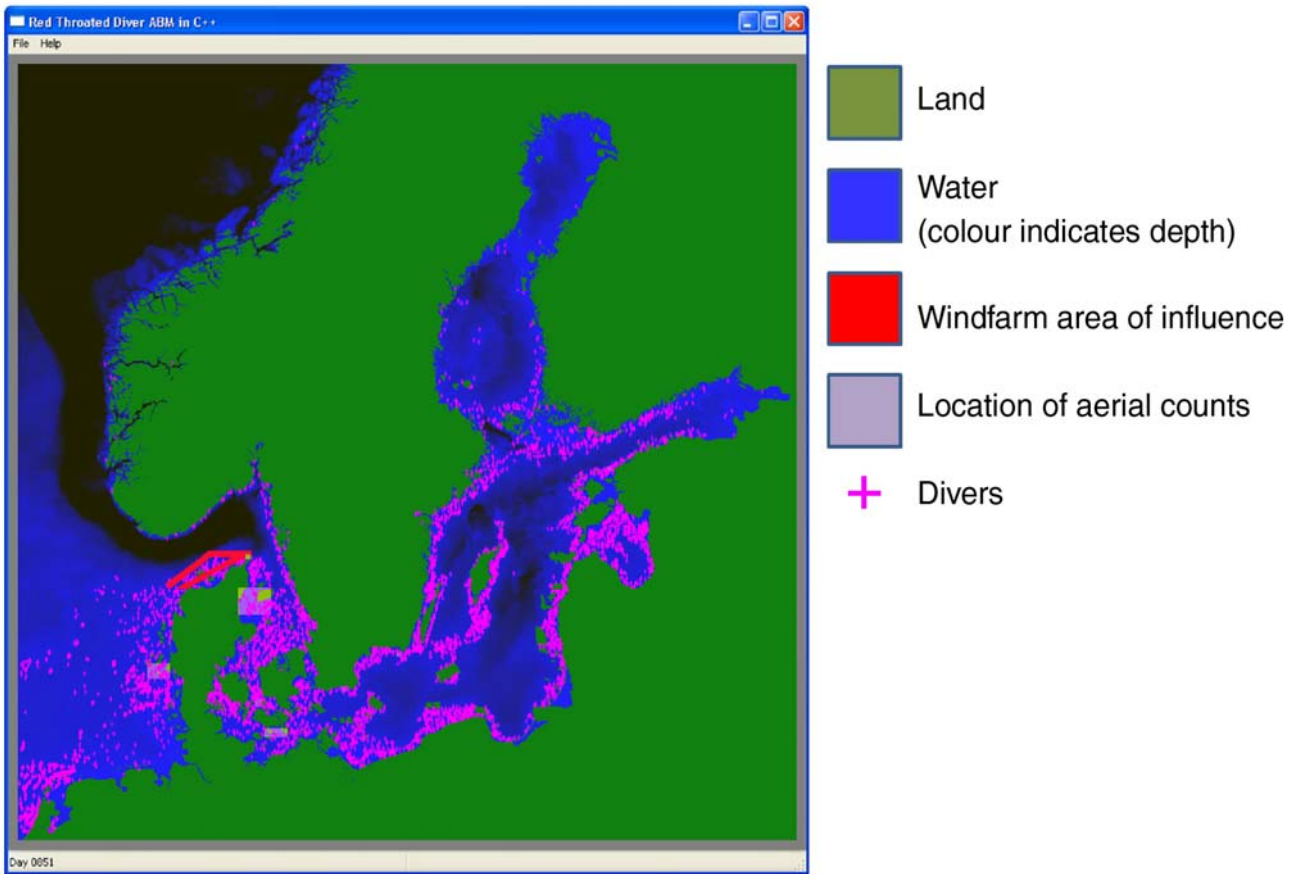 Red Throated Diver ABM in C++
File Help
Land
Water
(colour indicates depth)
Windfarm area of influence
Location of aerial counts
Divers
Day 0851